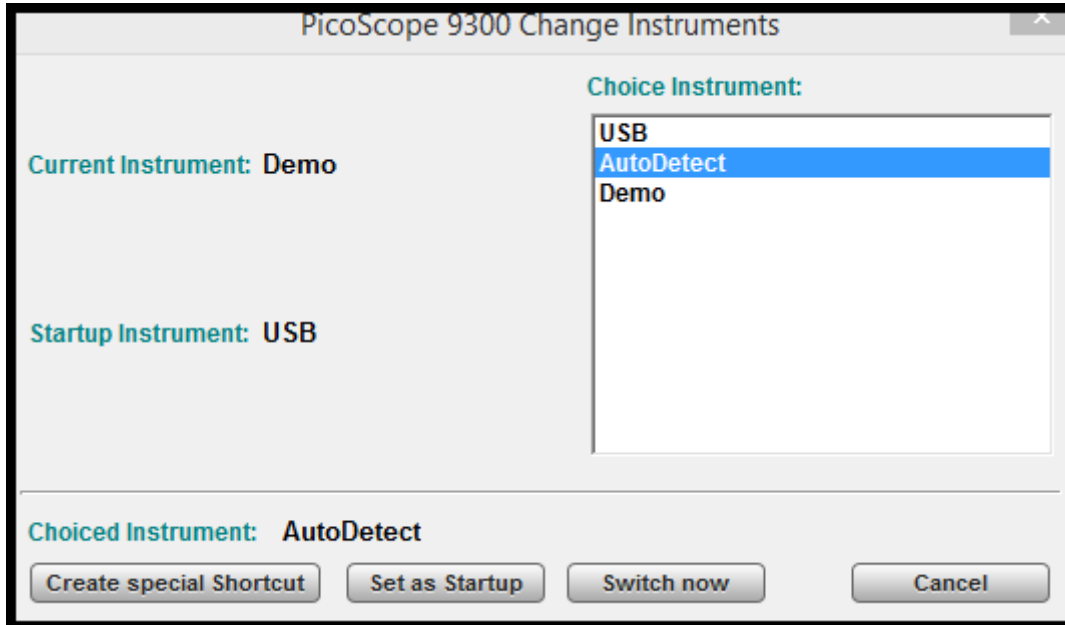 PicoScope 9300 Change Instruments
X
Choice Instrument:
USB
AutoDetect
Demo
Current Instrument: Demo
Startup Instrument: USB
Choiced Instrument: AutoDetect
Create special Shortcut
Set as Startup
Switch now
Cancel